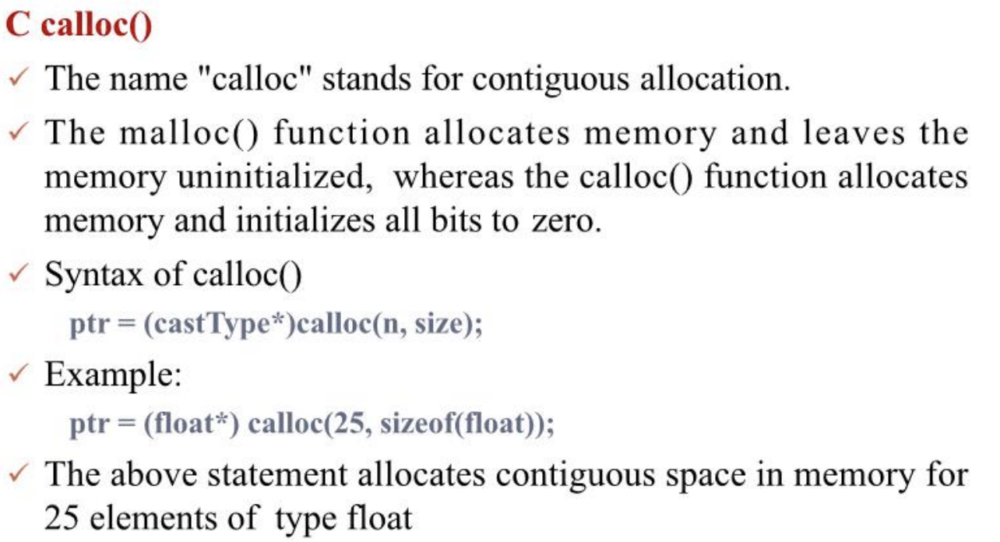 C calloc()
✓ The name "calloc" stands for contiguous allocation.
✓ The malloc() function allocates memory and leaves the
memory uninitialized, whereas the calloc() function allocates
memory and initializes all bits to zero.
✓ Syntax of calloc()
ptr = (castType*)calloc(n, size);
✓ Example:
ptr = (float*) calloc(25, sizeof(float));
✓ The above statement allocates contiguous space in memory for
25 elements of type float